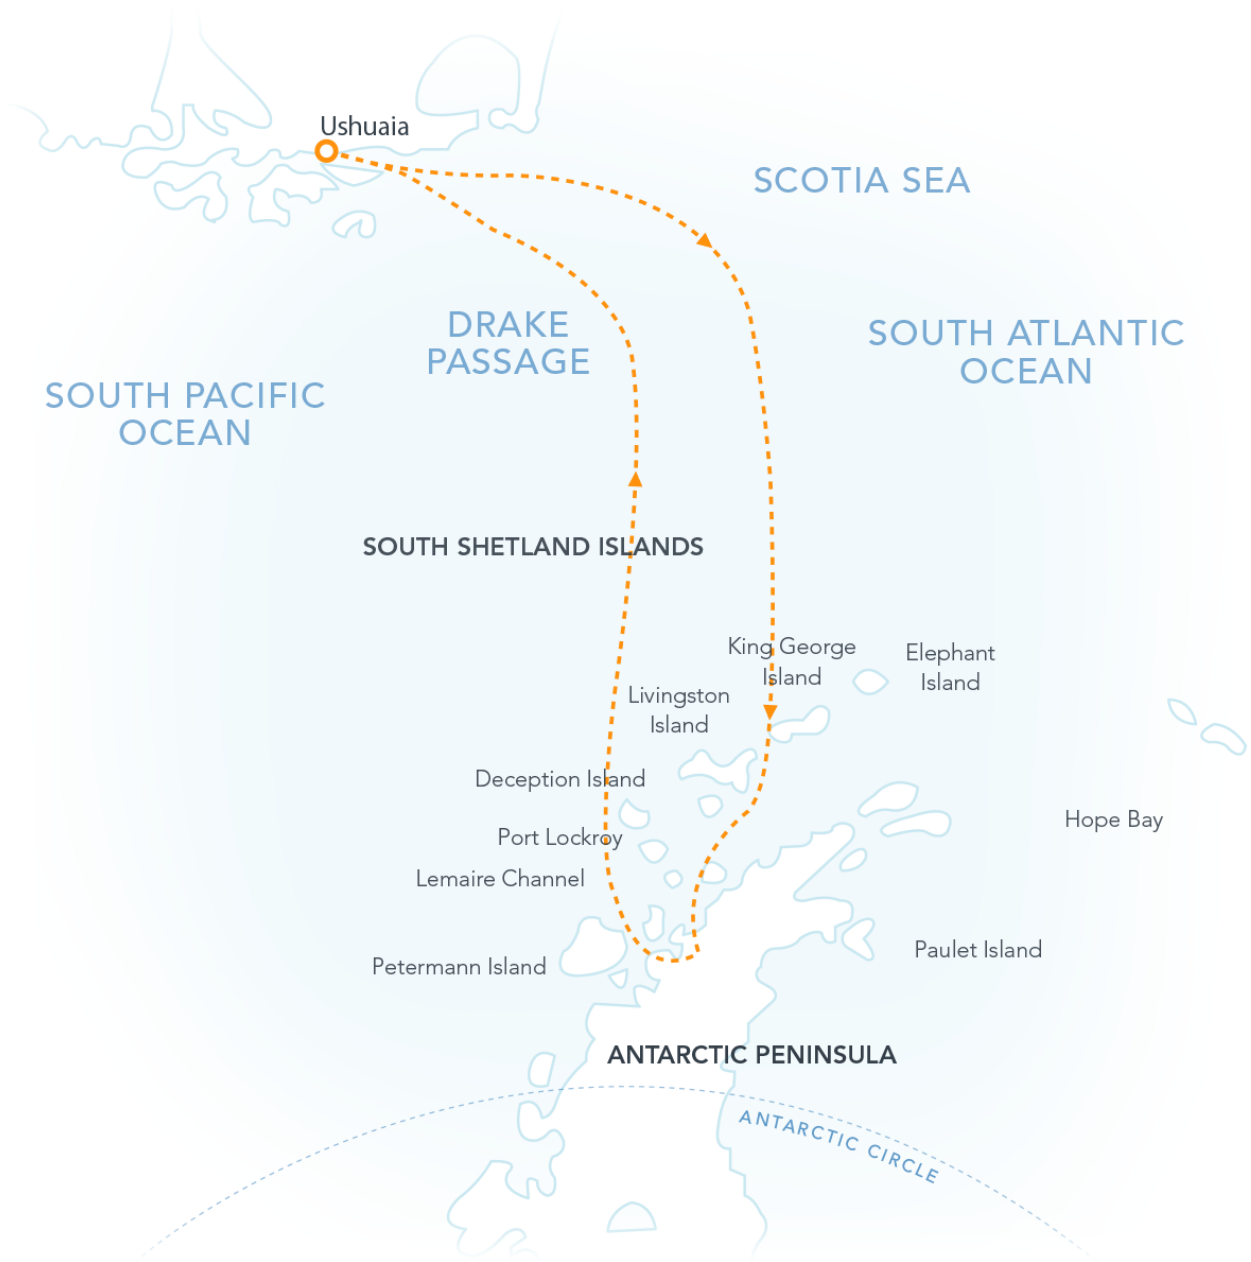 Ushuaia
SCOTIA SEA
DRAKE
PASSAGE
SOUTH ATLANTIC
OCEAN
SOUTH PACIFIC
OCEAN
SOUTH SHETLAND ISLANDS
King George
Island
Elephant
Island
Livingston
Island
Deception Island
Hope Bay
Port Lockroy
Lemaire Channel
Paulet Island
Petermann Island
ANTARCTIC PENINSULA
ANTARCTIC CIRCLE